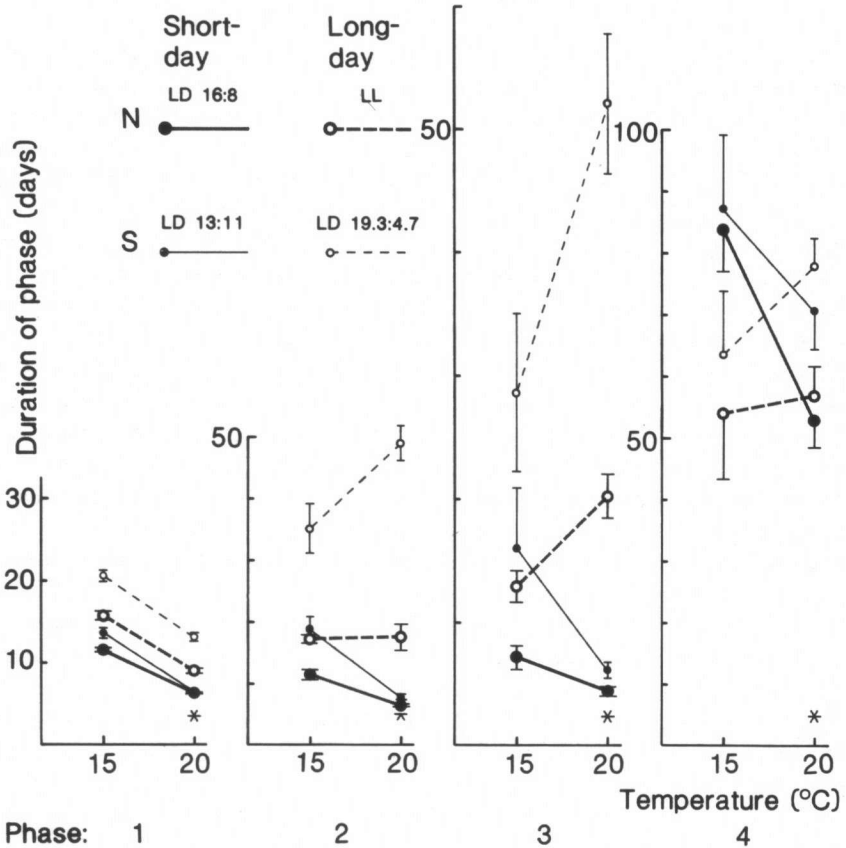 Short-day Long-day
LD 16:8 LL
N
LD 13:11 LD 19.3:4.7
S
Duration of phase (days)
30
20
10
50
50
100
50
15 20 15 20 15 20 15 20
Temperature (°C)
Phase: 1 2 3 4